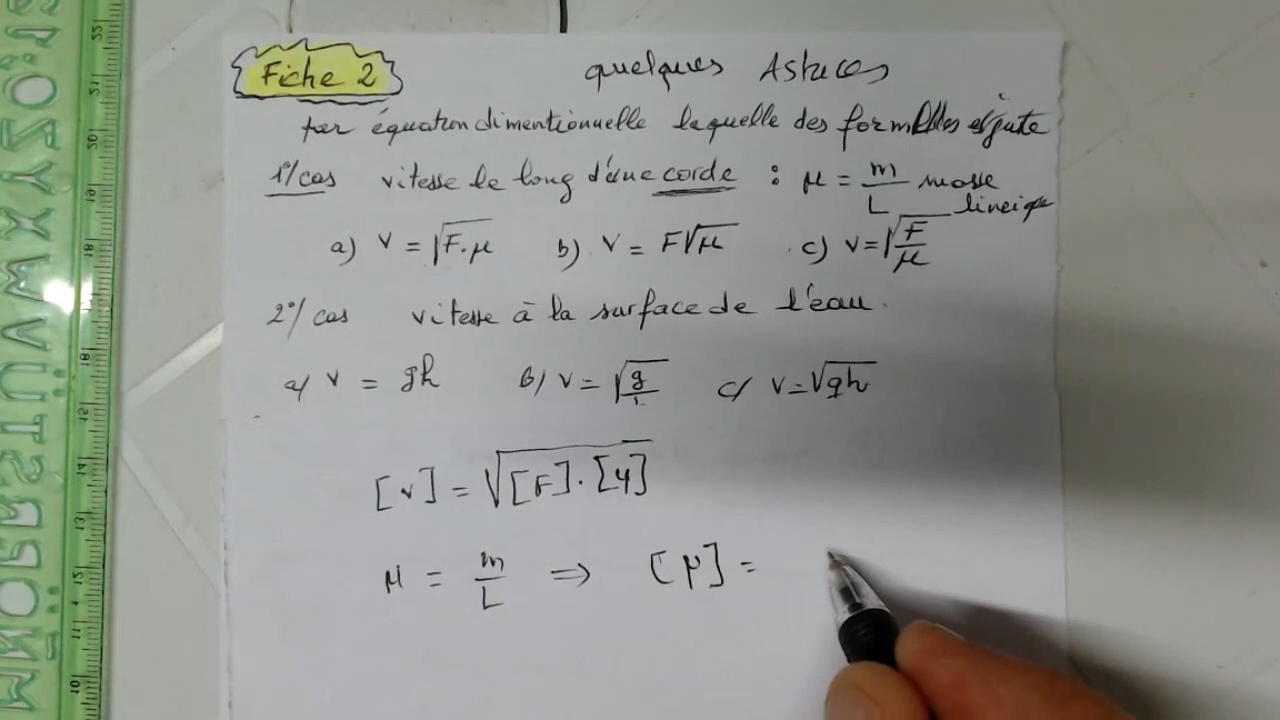 Fiche 2
quelques Astuces
par équation dimentionnelle laquelle des formules est juste
1°/ cas vitesse le long d'une corde : μ = m/L masse lineique
a) v = √F.μ b) v = F√μ c) v = √F/μ
2°/ cas vitesse à la surface de l'eau.
a/ v = gh b/ v = √g/ c/ v = √gh
[v] = √[F].[μ]
μ = m/L ⇒ [μ] =